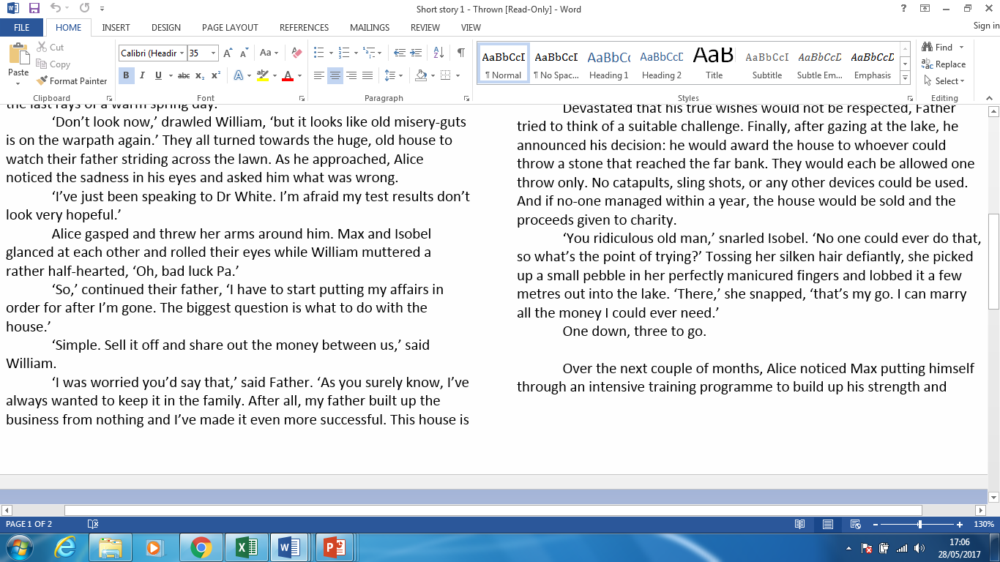 Short story 1 - Thrown [Read-Only] - Word
FILE
HOME
INSERT
DESIGN
PAGE LAYOUT
REFERENCES
MAILINGS
REVIEW
VIEW
Sign in
Paste
Cut
Copy
Format Painter
Clipboard
Calibri (Headir
35
Aa
B I U abc x₂ x²
A
ab
A
Font
Paragraph
AaBbCcI
¶ Normal
AaBbCcI
¶ No Spac...
AaBbCc
Heading 1
AaBbCcD
Heading 2
AaB
Title
AaBbCcI
Subtitle
AaBbCcD
Subtle Em...
AaBbCcD
Emphasis
Styles
Find
Replace
Select
Editing
the last rays of a warm spring day.
‘Don’t look now,’ drawled William, ‘but it looks like old misery-guts
is on the warpath again.’ They all turned towards the huge, old house to
watch their father striding across the lawn. As he approached, Alice
noticed the sadness in his eyes and asked him what was wrong.
‘I’ve just been speaking to Dr White. I’m afraid my test results don’t
look very hopeful.’
Alice gasped and threw her arms around him. Max and Isobel
glanced at each other and rolled their eyes while William muttered a
rather half-hearted, ‘Oh, bad luck Pa.’
‘So,’ continued their father, ‘I have to start putting my affairs in
order for after I’m gone. The biggest question is what to do with the
house.’
‘Simple. Sell it off and share out the money between us,’ said
William.
‘I was worried you’d say that,’ said Father. ‘As you surely know, I’ve
always wanted to keep it in the family. After all, my father built up the
business from nothing and I’ve made it even more successful. This house is
Devastated that his true wishes would not be respected, Father
tried to think of a suitable challenge. Finally, after gazing at the lake, he
announced his decision: he would award the house to whoever could
throw a stone that reached the far bank. They would each be allowed one
throw only. No catapults, sling shots, or any other devices could be used.
And if no-one managed within a year, the house would be sold and the
proceeds given to charity.
‘You ridiculous old man,’ snarled Isobel. ‘No one could ever do that,
so what’s the point of trying?’ Tossing her silken hair defiantly, she picked
up a small pebble in her perfectly manicured fingers and lobbed it a few
metres out into the lake. ‘There,’ she snapped, ‘that’s my go. I can marry
all the money I could ever need.’
One down, three to go.
Over the next couple of months, Alice noticed Max putting himself
through an intensive training programme to build up his strength and
PAGE 1 OF 2
130%
17:06
28/05/2017